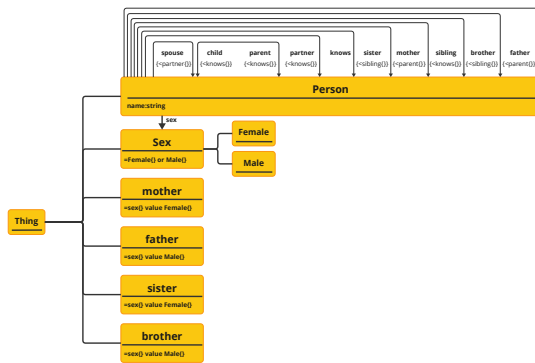 spouse child parent partner knows sister mother sibling brother father
{<partner{}} {<knows{}} {<knows{}} {<knows{}} {<sibling{}} {<parent{}} {<knows{}} {<sibling{}} {<parent{}}
Person
name:string
sex
Sex
=Female{} or Male{}
Female
Male
mother
=sex{} value Female{}
Thing
father
=sex{} value Male{}
sister
=sex{} value Female{}
brother
=sex{} value Male{}